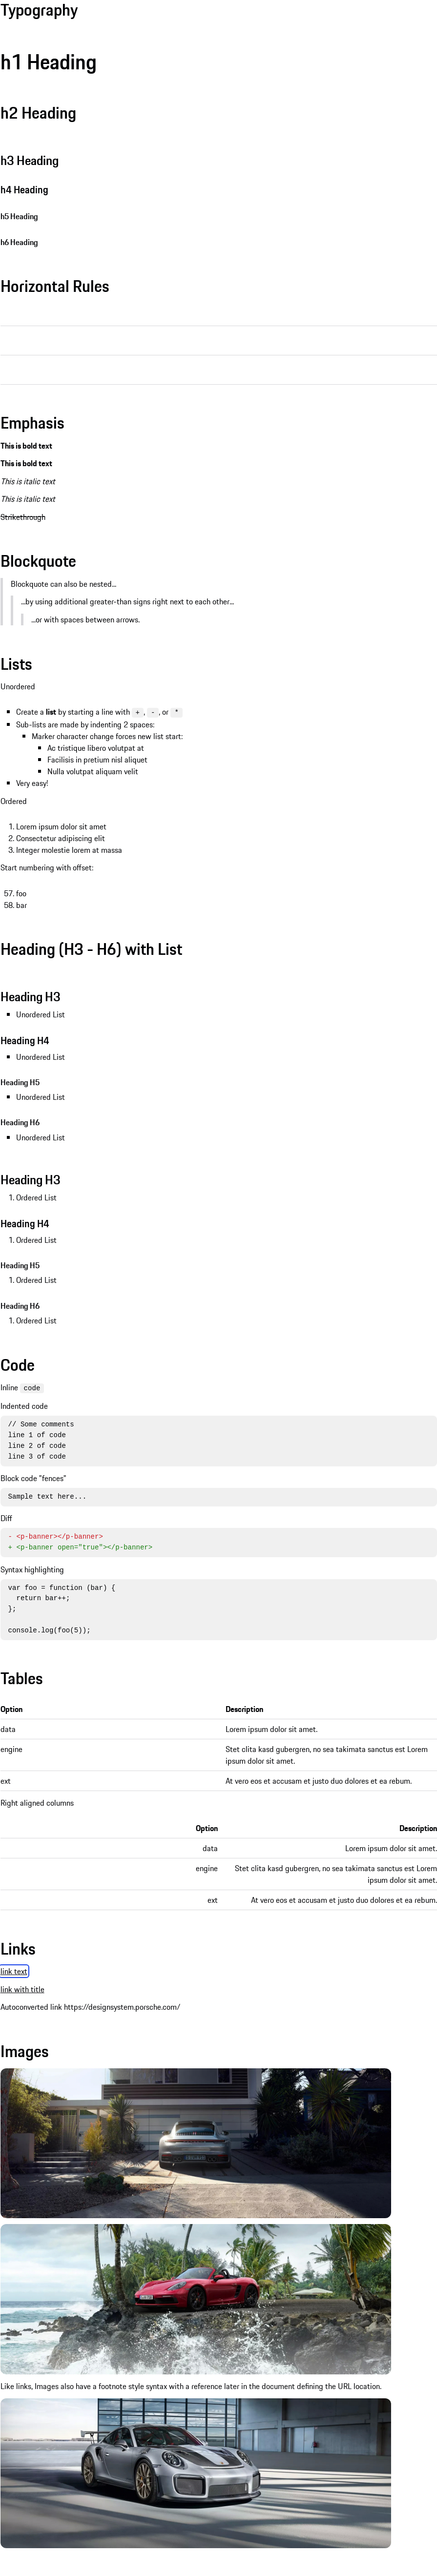 Typography
h1 Heading
h2 Heading
h3 Heading
h4 Heading
h5 Heading
h6 Heading
Horizontal Rules
Emphasis
This is bold text
This is bold text
This is italic text
This is italic text
Strikethrough
Blockquote
Blockquote can also be nested...
...by using additional greater-than signs right next to each other...
...or with spaces between arrows.
Lists
Unordered
Create a list by starting a line with +, -, or *
Sub-lists are made by indenting 2 spaces:
Marker character change forces new list start:
Ac tristique libero volutpat at
Facilisis in pretium nisl aliquet
Nulla volutpat aliquam velit
Very easy!
Ordered
1. Lorem ipsum dolor sit amet
2. Consectetur adipiscing elit
3. Integer molestie lorem at massa
Start numbering with offset:
57. foo
58. bar
Heading (H3 - H6) with List
Heading H3
Unordered List
Heading H4
Unordered List
Heading H5
Unordered List
Heading H6
Unordered List
Heading H3
1. Ordered List
Heading H4
1. Ordered List
Heading H5
1. Ordered List
Heading H6
1. Ordered List
Code
Inline code
Indented code
// Some comments
line 1 of code
line 2 of code
line 3 of code
Block code "fences"
Sample text here...
Diff
- <p-banner></p-banner>
+ <p-banner open="true"></p-banner>
Syntax highlighting
var foo = function (bar) {
  return bar++;
};
console.log(foo(5));
Tables
Option Description
data Lorem ipsum dolor sit amet.
engine Stet clita kasd gubergren, no sea takimata sanctus est Lorem
ipsum dolor sit amet.
ext At vero eos et accusam et justo duo dolores et ea rebum.
Right aligned columns
Option Description
data Lorem ipsum dolor sit amet.
engine Stet clita kasd gubergren, no sea takimata sanctus est Lorem
ipsum dolor sit amet.
ext At vero eos et accusam et justo duo dolores et ea rebum.
Links
link text
link with title
Autoconverted link https://designsystem.porsche.com/
Images
Like links, Images also have a footnote style syntax with a reference later in the document defining the URL location.